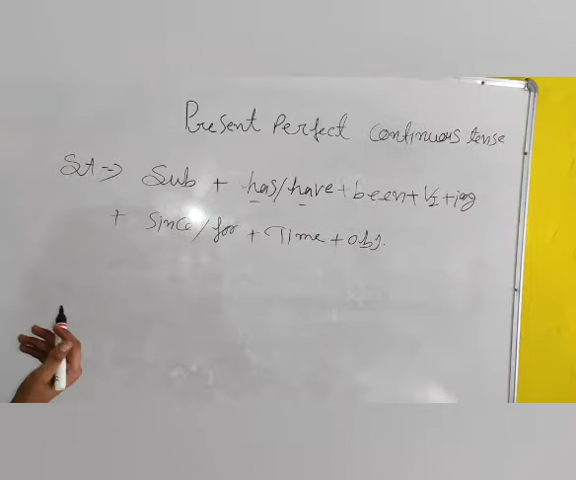 Present Perfect continuous tense
St => Sub + has/have + been + V1 + ing
+ Since/for + Time + obj.